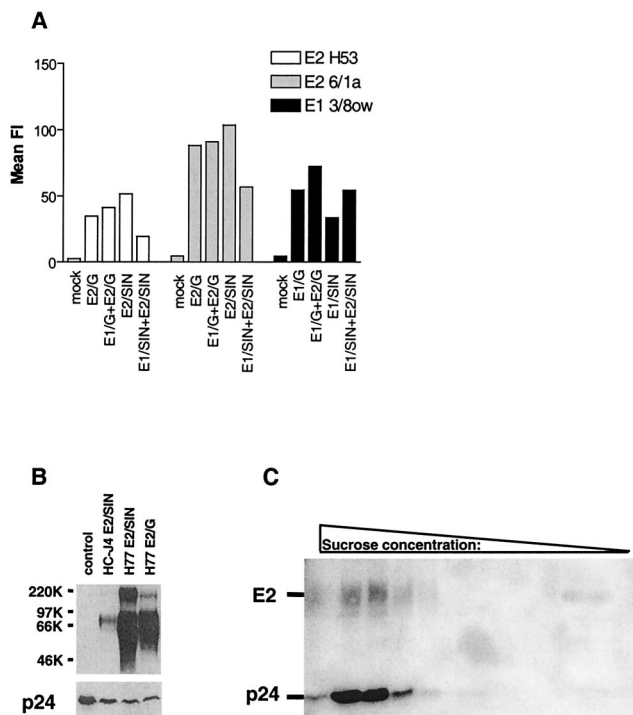 A
E2 H53
E2 6/1a
E1 3/8ow
Mean FI
150
100
50
0
mock
E2/G
E1/G+E2/G
E2/SIN
E1/SIN+E2/SIN
mock
E2/G
E1/G+E2/G
E2/SIN
E1/SIN+E2/SIN
mock
E1/G
E1/G+E2/G
E1/SIN
E1/SIN+E2/SIN
B
control
HC-J4 E2/SIN
H77 E2/SIN
H77 E2/G
220K
97K
66K
46K
p24
C
Sucrose concentration:
E2
p24